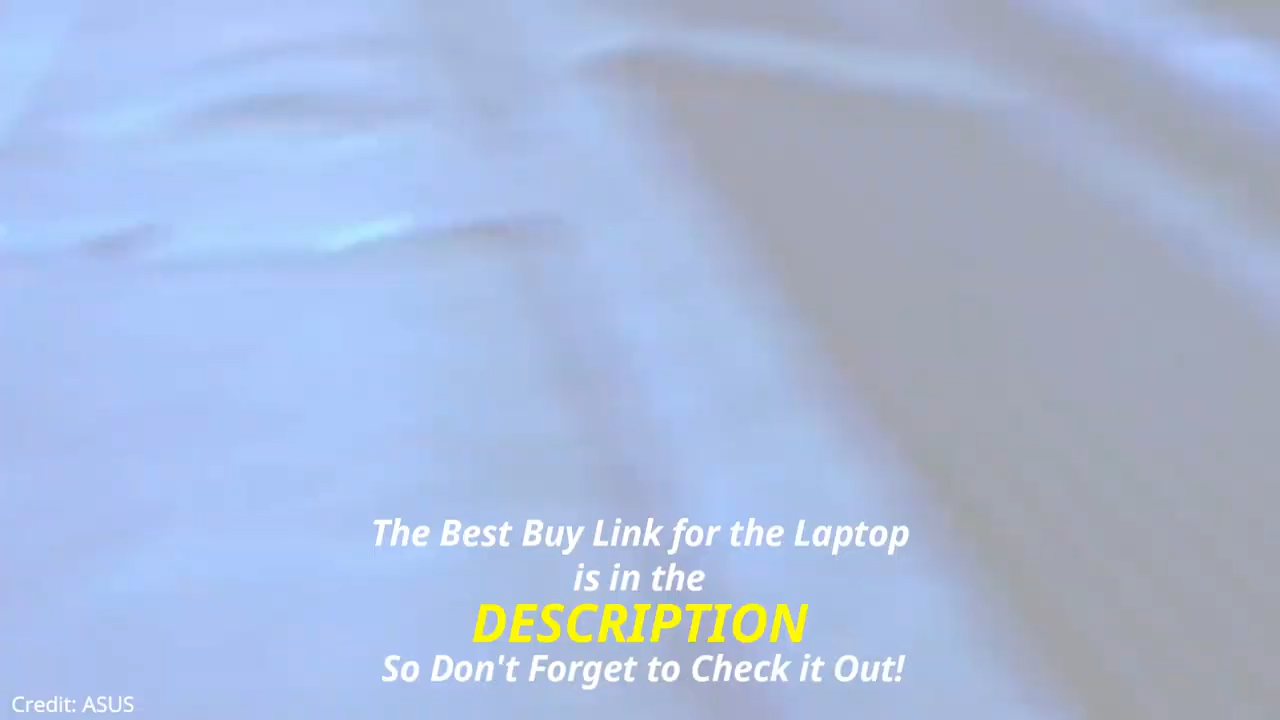 The Best Buy Link for the Laptop
is in the
DESCRIPTION
So Don't Forget to Check it Out!
Credit: ASUS